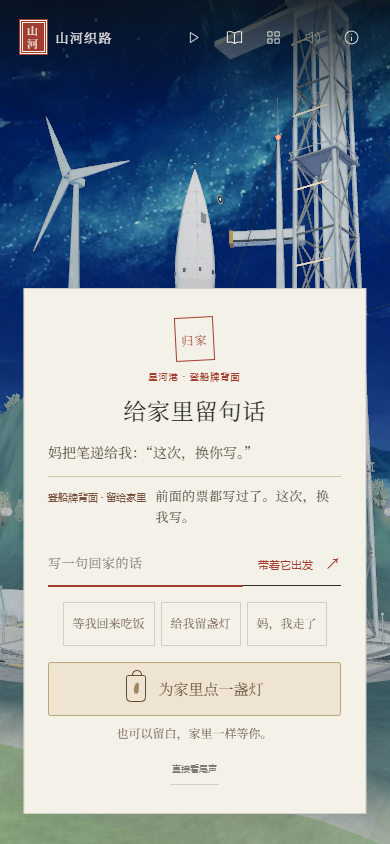 山河
山河织路
归家
星河港 · 登船牌背面
给家里留句话
妈把笔递给我：“这次，换你写。”
登船牌背面 · 留给家里
前面的票都写过了。这次，换
我写。
写一句回家的话
带着它出发
等我回来吃饭
给我留盏灯
妈，我走了
为家里点一盏灯
也可以留白，家里一样等你。
直接看尾声